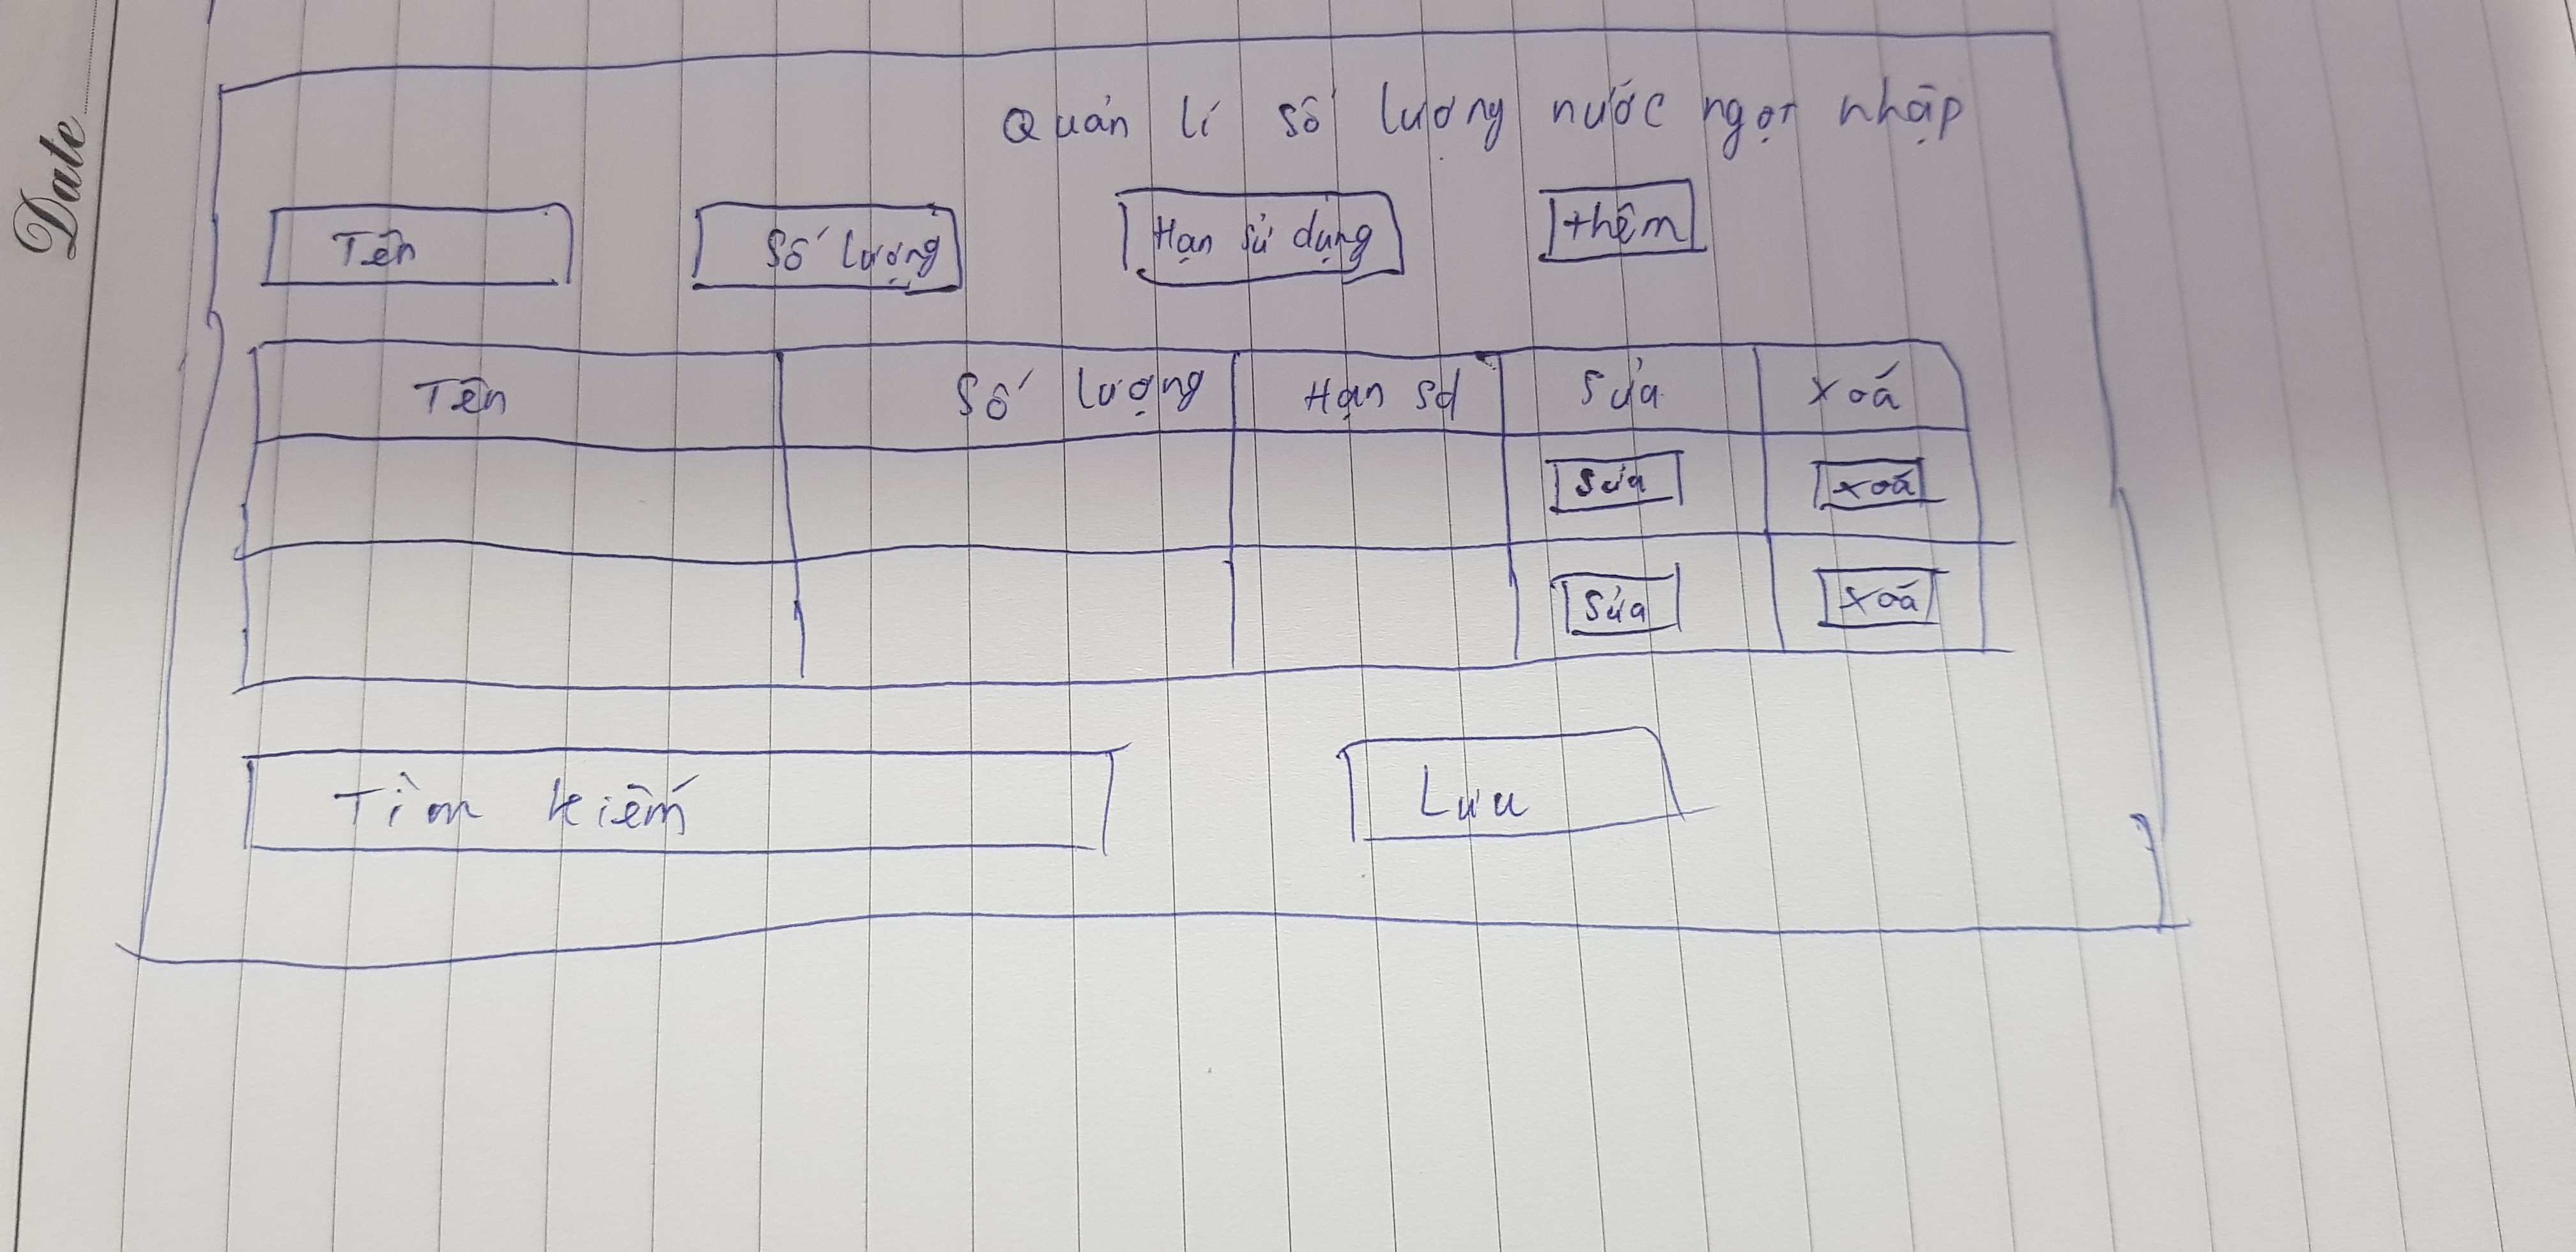 Date
Quản lí số lượng nước ngọt nhập
Tên Số lượng Hạn sử dụng +hêm
Tên Số lượng Hạn sd Sửa Xoá
Sửa Xoá
Sửa Xoá
Tìm kiếm Lưu